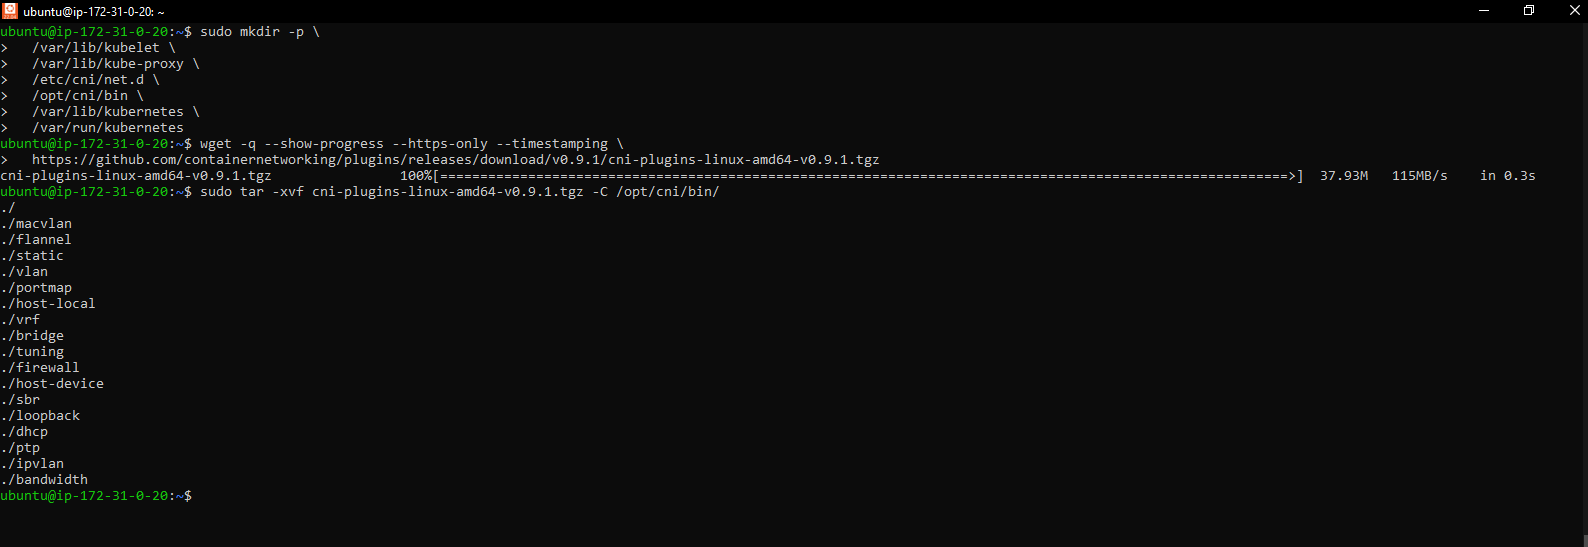 ubuntu@ip-172-31-0-20: ~
ubuntu@ip-172-31-0-20:~$ sudo mkdir -p \
>   /var/lib/kubelet \
>   /var/lib/kube-proxy \
>   /etc/cni/net.d \
>   /opt/cni/bin \
>   /var/lib/kubernetes \
>   /var/run/kubernetes
ubuntu@ip-172-31-0-20:~$ wget -q --show-progress --https-only --timestamping \
>   https://github.com/containernetworking/plugins/releases/download/v0.9.1/cni-plugins-linux-amd64-v0.9.1.tgz
cni-plugins-linux-amd64-v0.9.1.tgz                100%[==========================================================================================================>]  37.93M   115MB/s    in 0.3s
ubuntu@ip-172-31-0-20:~$ sudo tar -xvf cni-plugins-linux-amd64-v0.9.1.tgz -C /opt/cni/bin/
./
./macvlan
./flannel
./static
./vlan
./portmap
./host-local
./vrf
./bridge
./tuning
./firewall
./host-device
./sbr
./loopback
./dhcp
./ptp
./ipvlan
./bandwidth
ubuntu@ip-172-31-0-20:~$